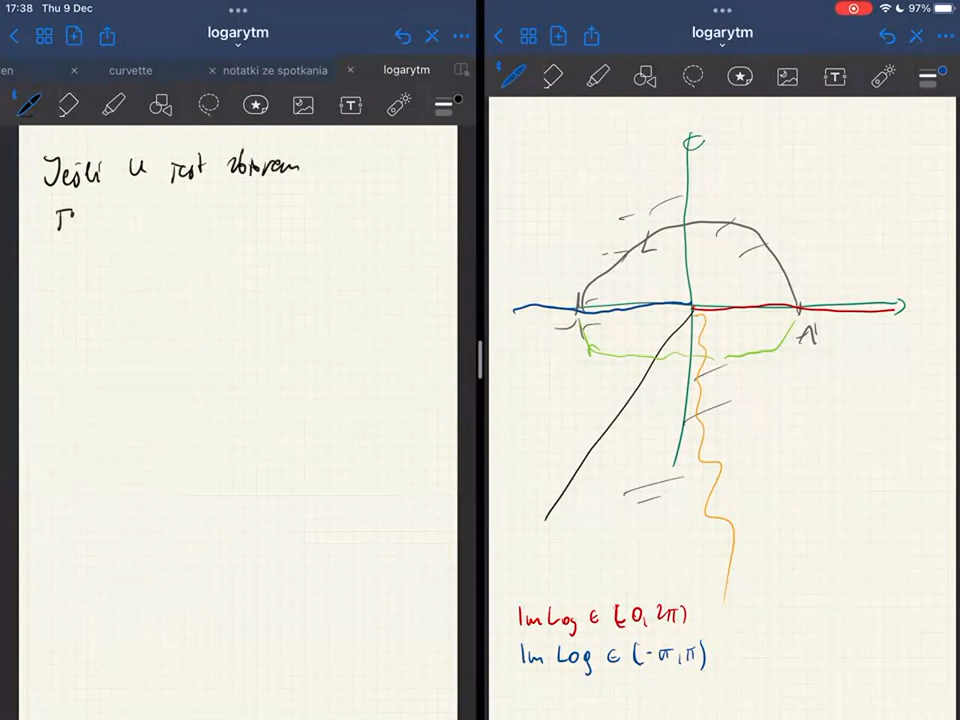 17:38 Thu 9 Dec
97%
logarytm
logarytm
en
curvette
notatki ze spotkania
logarytm
T
T
Jeśli U jest zbiorem
A
Im Log ∈ [0, 2π)
Im Log ∈ (-π, π)